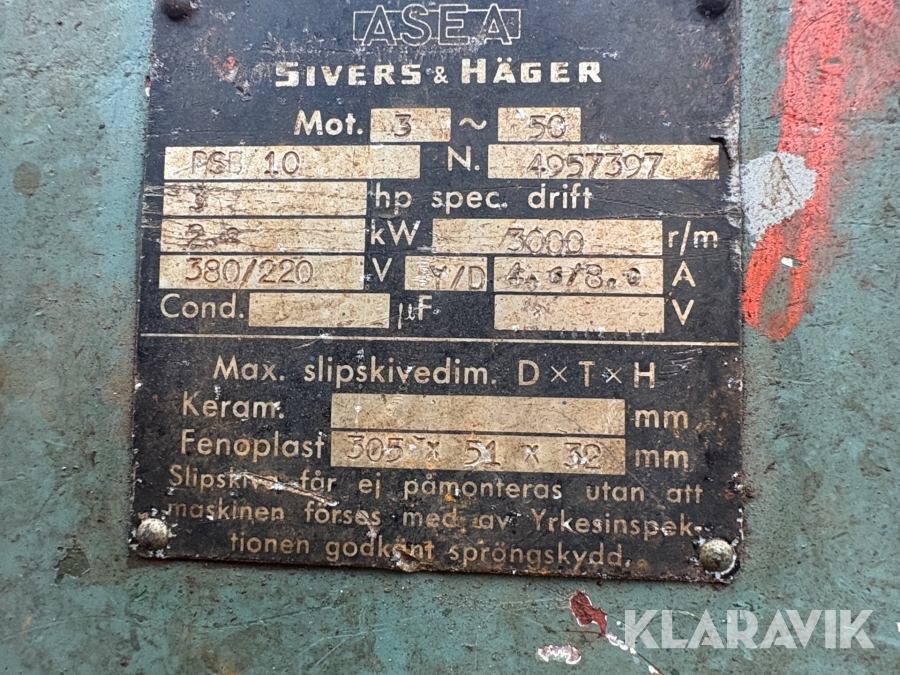 ASEA
SIVERS & HÄGER
Mot. 3 ~ 50
PSB 10 N. 4957397
3 hp spec. drift
kW 3000 r/m
380/220 V Y/D A
Cond. µF V
Max. slipskivedim. D × T × H
Keram. mm
Fenoplast 305 × 51 × 32 mm
Slipskiva får ej påmonteras utan att
maskinen förses med av Yrkesinspek-
tionen godkänt sprängskydd.
KLARAVIK